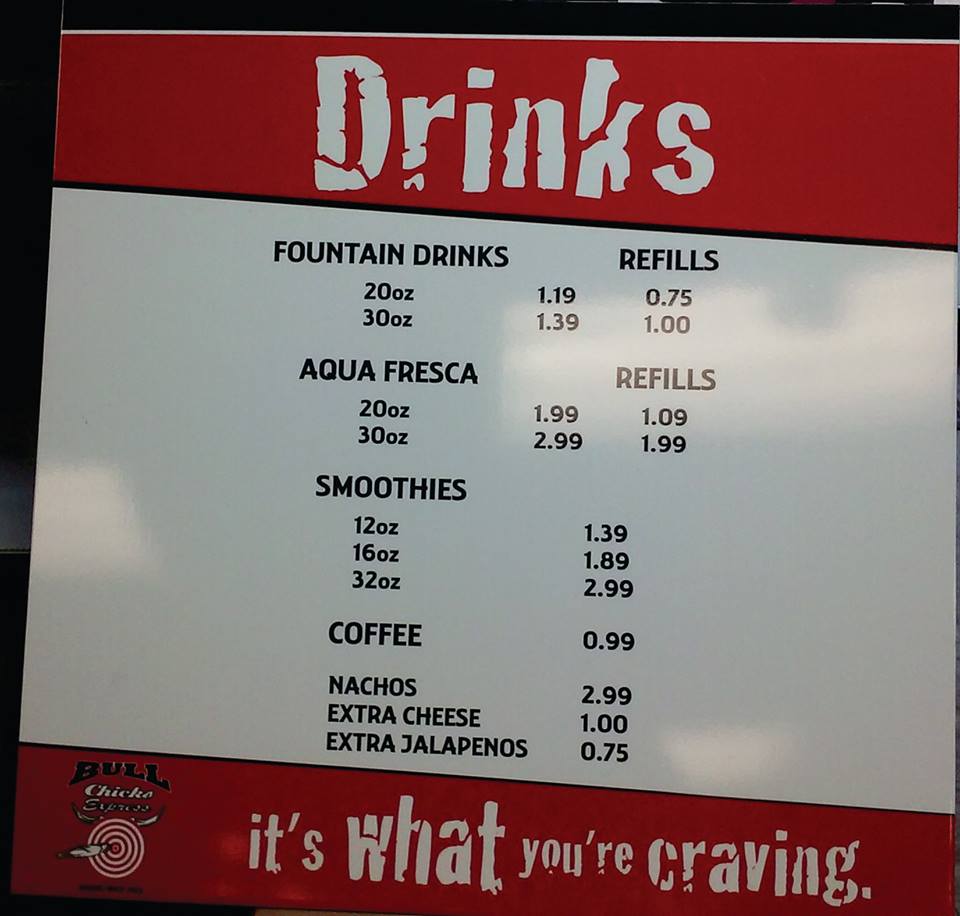 Drinks
FOUNTAIN DRINKS REFILLS
20oz 1.19 0.75
30oz 1.39 1.00
AQUA FRESCA REFILLS
20oz 1.99 1.09
30oz 2.99 1.99
SMOOTHIES
12oz 1.39
16oz 1.89
32oz 2.99
COFFEE 0.99
NACHOS 2.99
EXTRA CHEESE 1.00
EXTRA JALAPENOS 0.75
BULL
Chicks
Express
it's what you're craving.